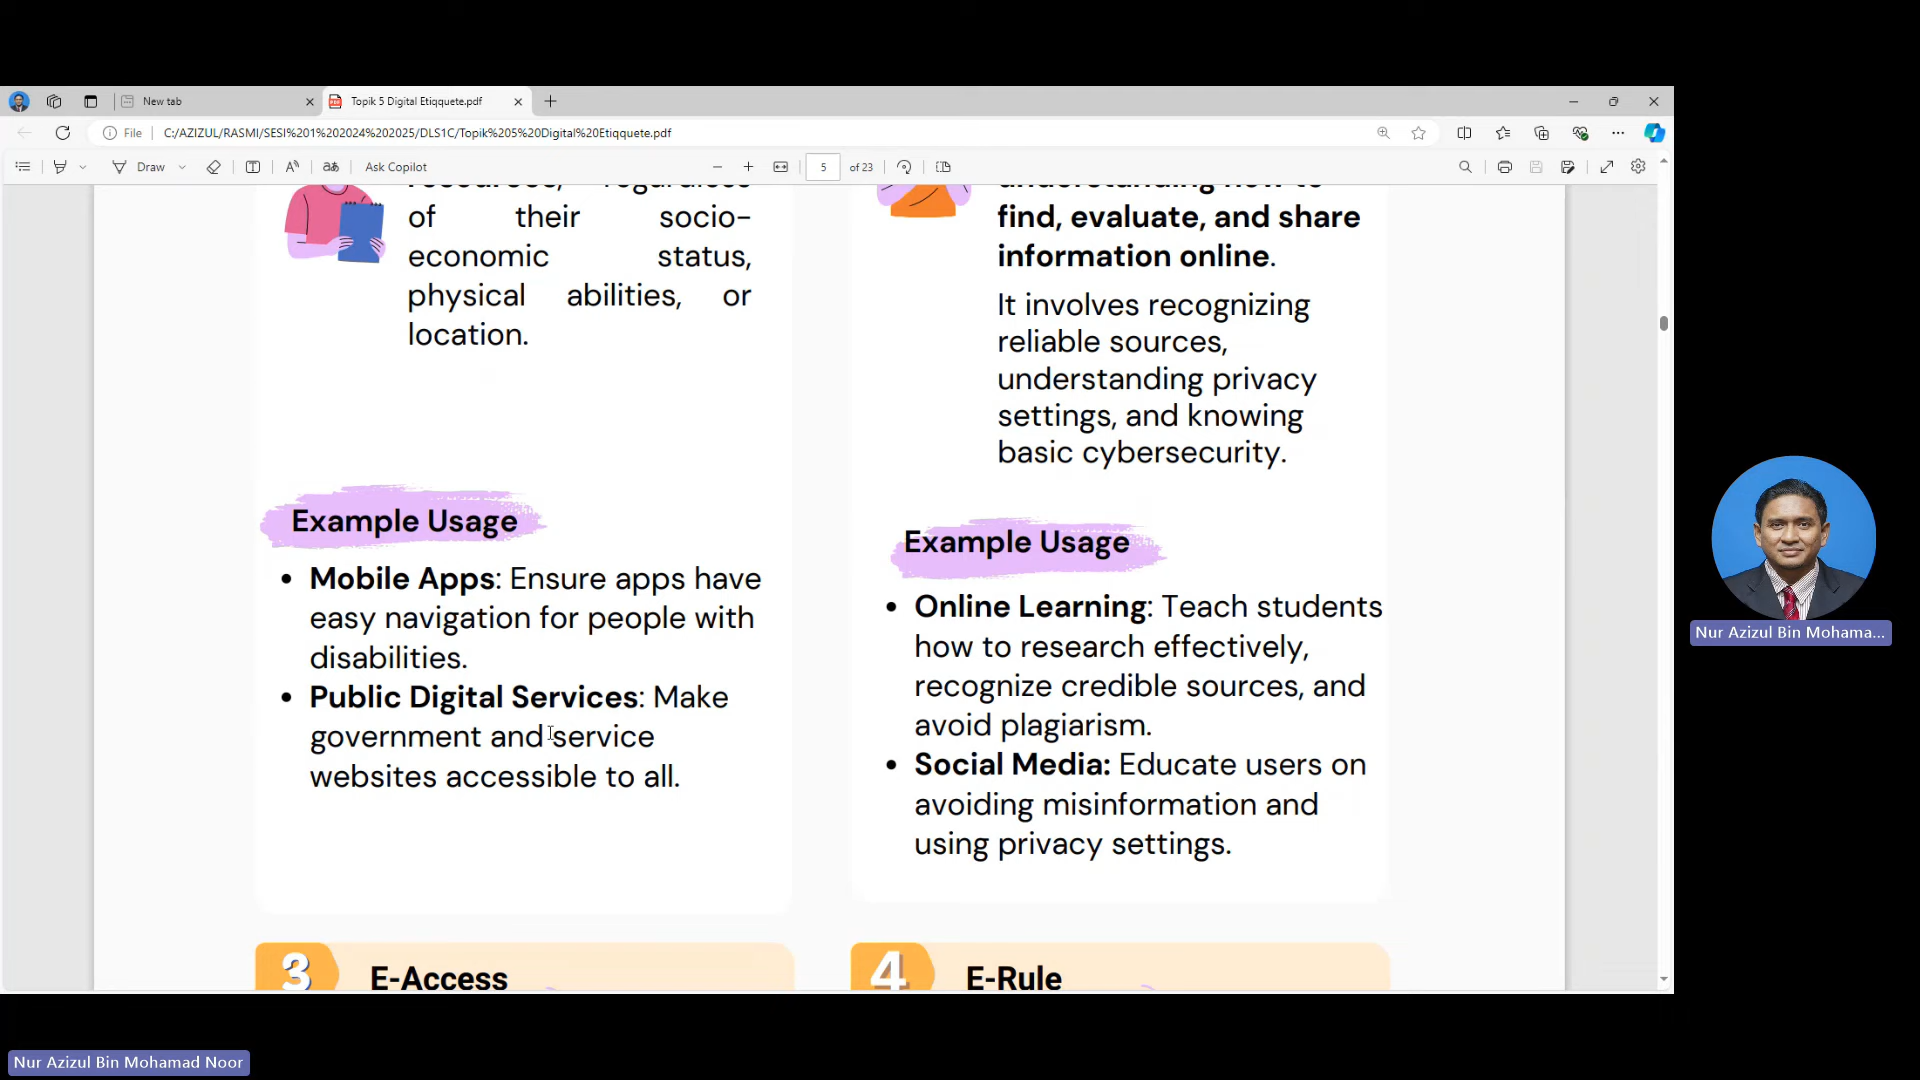 New tab
Topik 5 Digital Etiqquete.pdf
File
C:/AZIZUL/RASMI/SESI%201%202024%202025/DLS1C/Topik%205%20Digital%20Etiqquete.pdf
Draw
Ask Copilot
5
of 23
resources, regardless
of their socio-
economic status,
physical abilities, or
location.
understanding how to
find, evaluate, and share
information online.
It involves recognizing
reliable sources,
understanding privacy
settings, and knowing
basic cybersecurity.
Example Usage
• Mobile Apps: Ensure apps have
easy navigation for people with
disabilities.
• Public Digital Services: Make
government and service
websites accessible to all.
Example Usage
• Online Learning: Teach students
how to research effectively,
recognize credible sources, and
avoid plagiarism.
• Social Media: Educate users on
avoiding misinformation and
using privacy settings.
3
E-Access
4
E-Rule
Nur Azizul Bin Mohama...
Nur Azizul Bin Mohamad Noor